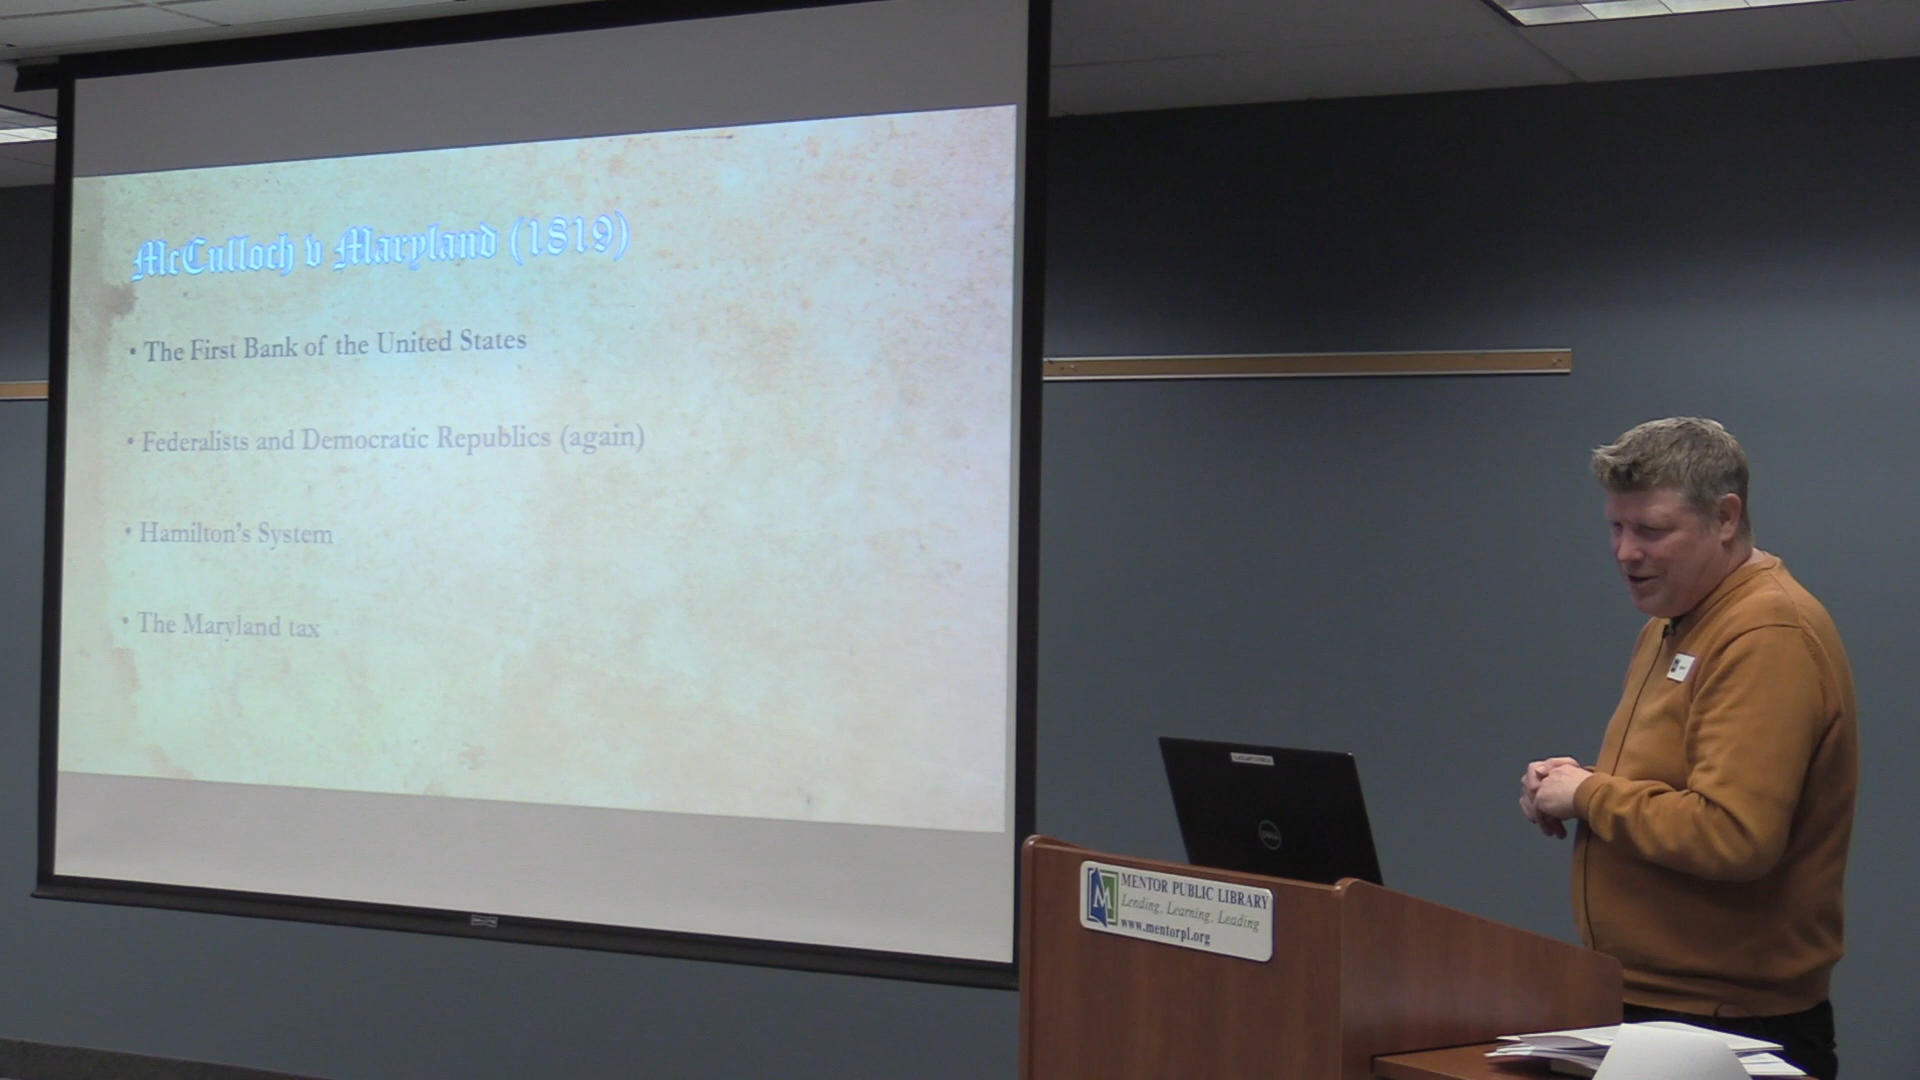 McCulloch v Maryland (1819)
• The First Bank of the United States
• Federalists and Democratic Republics (again)
• Hamilton's System
• The Maryland tax
DELL
M MENTOR PUBLIC LIBRARY
Lending, Learning, Leading
www.mentorpl.org